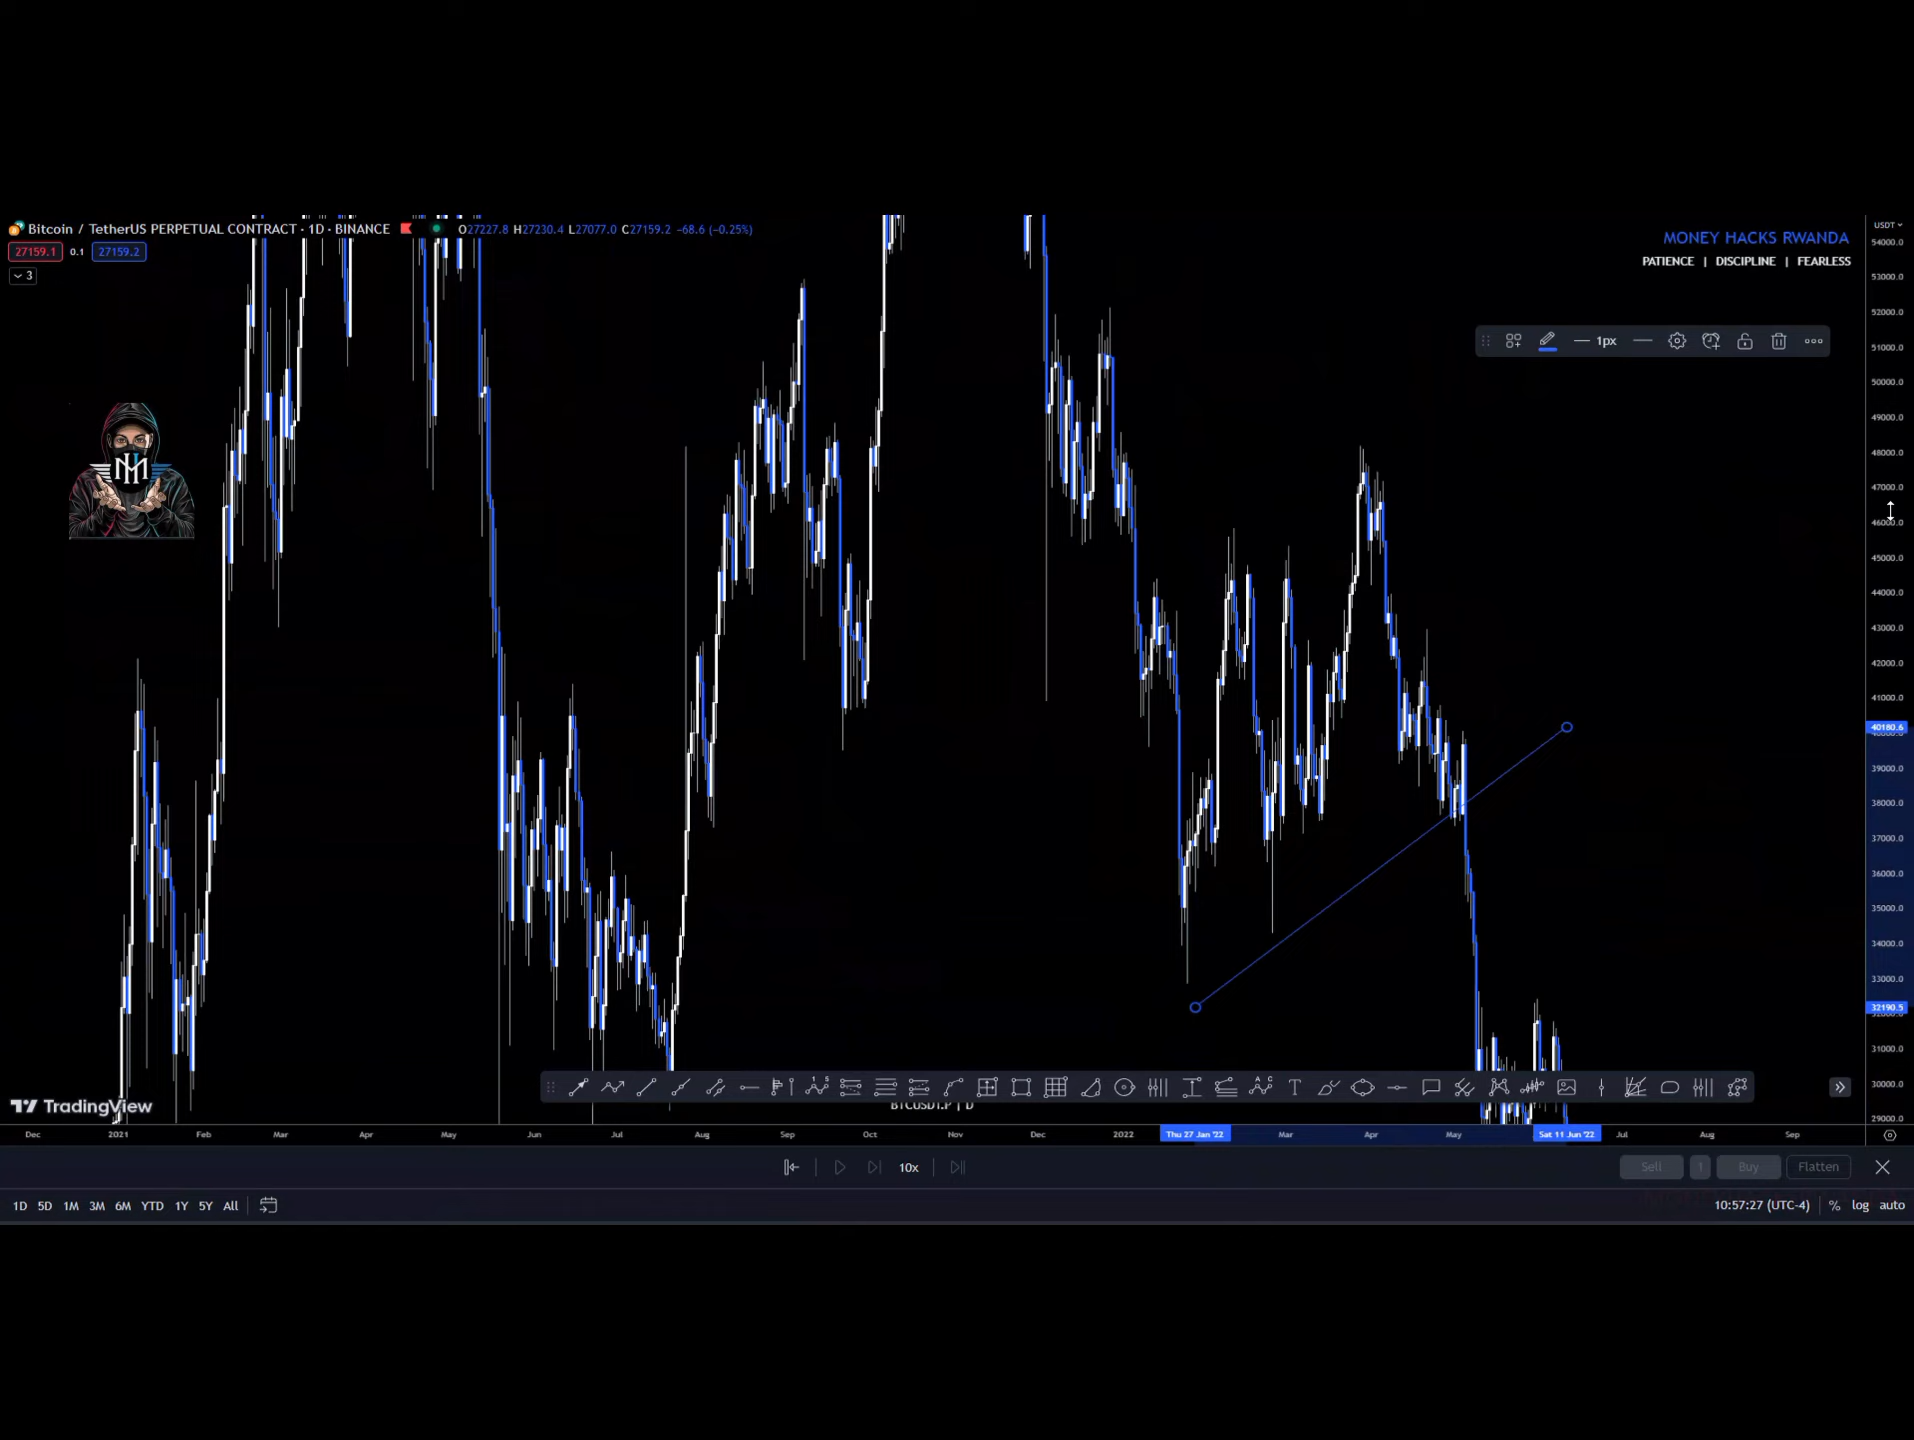 Bitcoin / TetherUS PERPETUAL CONTRACT · 1D · BINANCE O27227.8 H27230.4 L27077.0 C27159.2 −68.6 (−0.25%)
27159.1 0.1 27159.2
3
USDT
MONEY HACKS RWANDA
PATIENCE | DISCIPLINE | FEARLESS
1px
54000.0
53000.0
52000.0
51000.0
50000.0
49000.0
48000.0
47000.0
46000.0
45000.0
44000.0
43000.0
42000.0
41000.0
40180.6
39000.0
38000.0
37000.0
36000.0
35000.0
34000.0
33000.0
32190.5
31000.0
30000.0
29000.0
TradingView
BTCUSDT.P | D
Dec 2021 Feb Mar Apr May Jun Jul Aug Sep Oct Nov Dec 2022 Thu 27 Jan '22 Mar Apr May Sat 11 Jun '22 Jul Aug Sep
10x
Sell 1 Buy Flatten
1D 5D 1M 3M 6M YTD 1Y 5Y All
10:57:27 (UTC-4) % log auto